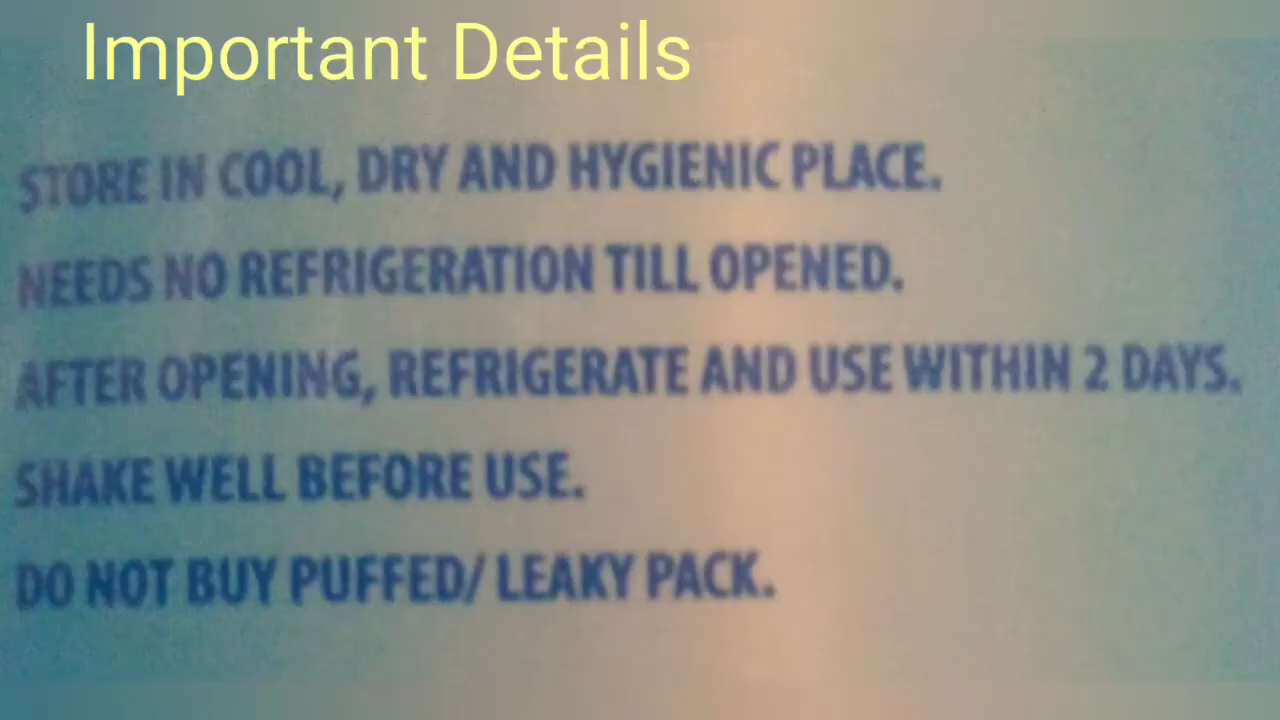 Important Details
STORE IN COOL, DRY AND HYGIENIC PLACE.
NEEDS NO REFRIGERATION TILL OPENED.
AFTER OPENING, REFRIGERATE AND USE WITHIN 2 DAYS.
SHAKE WELL BEFORE USE.
DO NOT BUY PUFFED/ LEAKY PACK.